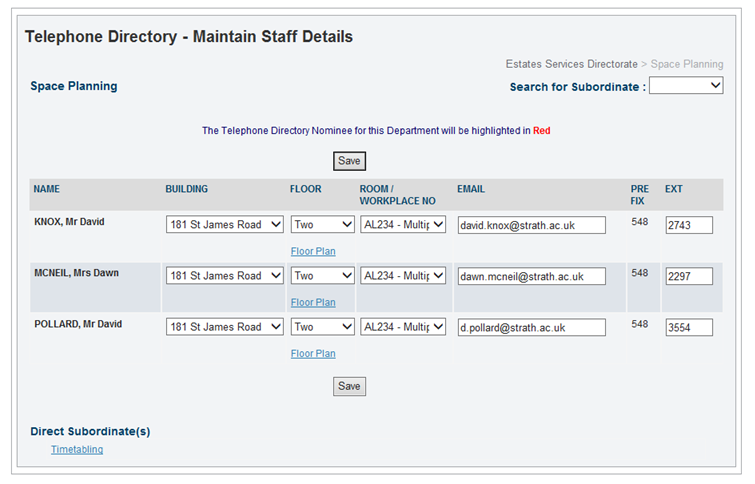 Telephone Directory - Maintain Staff Details
Estates Services Directorate > Space Planning
Space Planning Search for Subordinate :
The Telephone Directory Nominee for this Department will be highlighted in Red
Save
NAME BUILDING FLOOR ROOM / WORKPLACE NO EMAIL PRE FIX EXT
KNOX, Mr David 181 St James Road Two AL234 - Multip david.knox@strath.ac.uk 548 2743
Floor Plan
MCNEIL, Mrs Dawn 181 St James Road Two AL234 - Multip dawn.mcneil@strath.ac.uk 548 2297
Floor Plan
POLLARD, Mr David 181 St James Road Two AL234 - Multip d.pollard@strath.ac.uk 548 3554
Floor Plan
Save
Direct Subordinate(s)
Timetabling